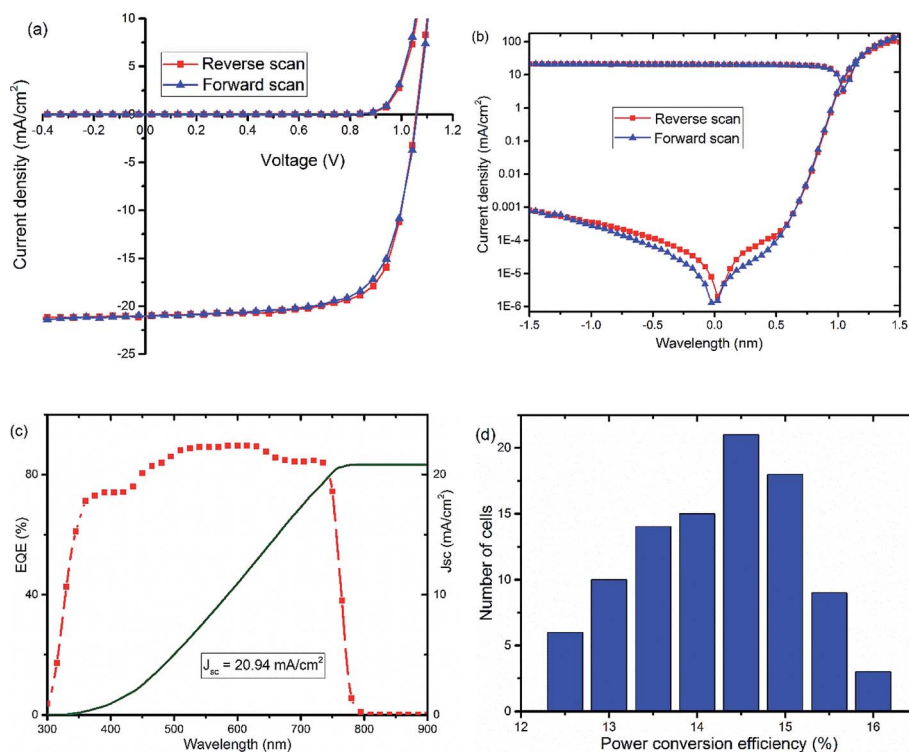 (a)
10
5
0
-5
-10
-15
-20
-25
-0.4 -0.2 0.0 0.2 0.4 0.6 0.8 1.0 1.2
Current density (mA/cm²)
Voltage (V)
Reverse scan
Forward scan
(b)
100
10
1
0.1
0.01
0.001
1E-4
1E-5
1E-6
-1.5 -1.0 -0.5 0.0 0.5 1.0 1.5
Current density (mA/cm²)
Wavelength (nm)
Reverse scan
Forward scan
(c)
80
40
0
EQE (%)
20
10
0
Jsc (mA/cm²)
J_sc = 20.94 mA/cm²
300 400 500 600 700 800 900
Wavelength (nm)
(d)
20
15
10
5
0
Number of cells
12 13 14 15 16
Power conversion efficiency (%)